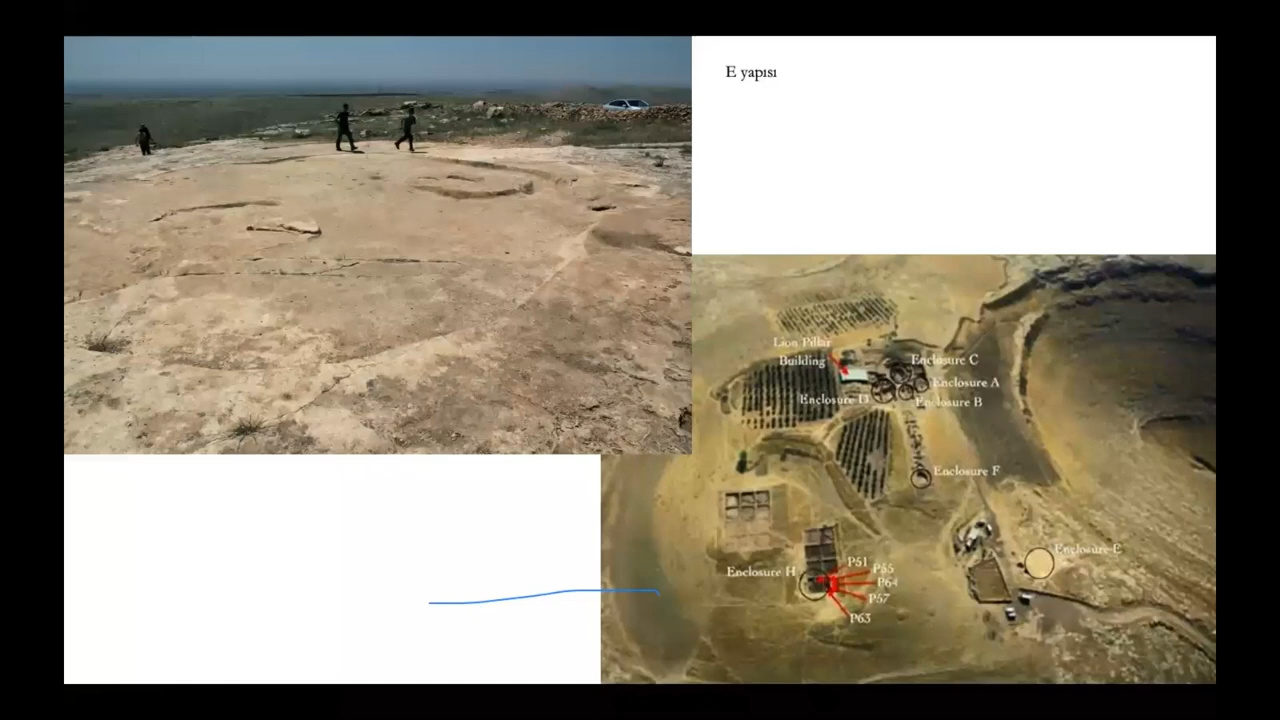 E yapısı
Lion Pillar
Building
Enclosure C
Enclosure A
Enclosure D
Enclosure B
Enclosure F
Enclosure E
Enclosure H
P51
P55
P64
P57
P63